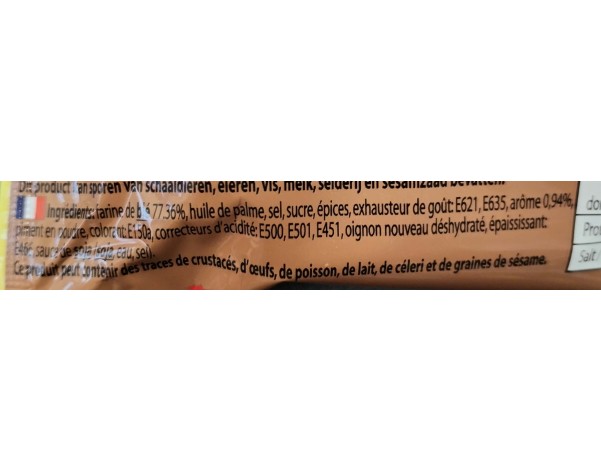 Dit product kan sporen van schaaldieren, eieren, vis, melk, selderij en sesamzaad bevatten.
Ingrédients: farine de blé 77.36%, huile de palme, sel, sucre, épices, exhausteur de goût: E621, E635, arôme 0,94%,
piment en poudre, colorant: E150a, correcteurs d'acidité: E500, E501, E451, oignon nouveau déshydraté, épaississant:
E466, sauce de soja (soja, eau, sel).
Ce produit peut contenir des traces de crustacés, d'œufs, de poisson, de lait, de céleri et de graines de sésame.
do
Pro
Salt